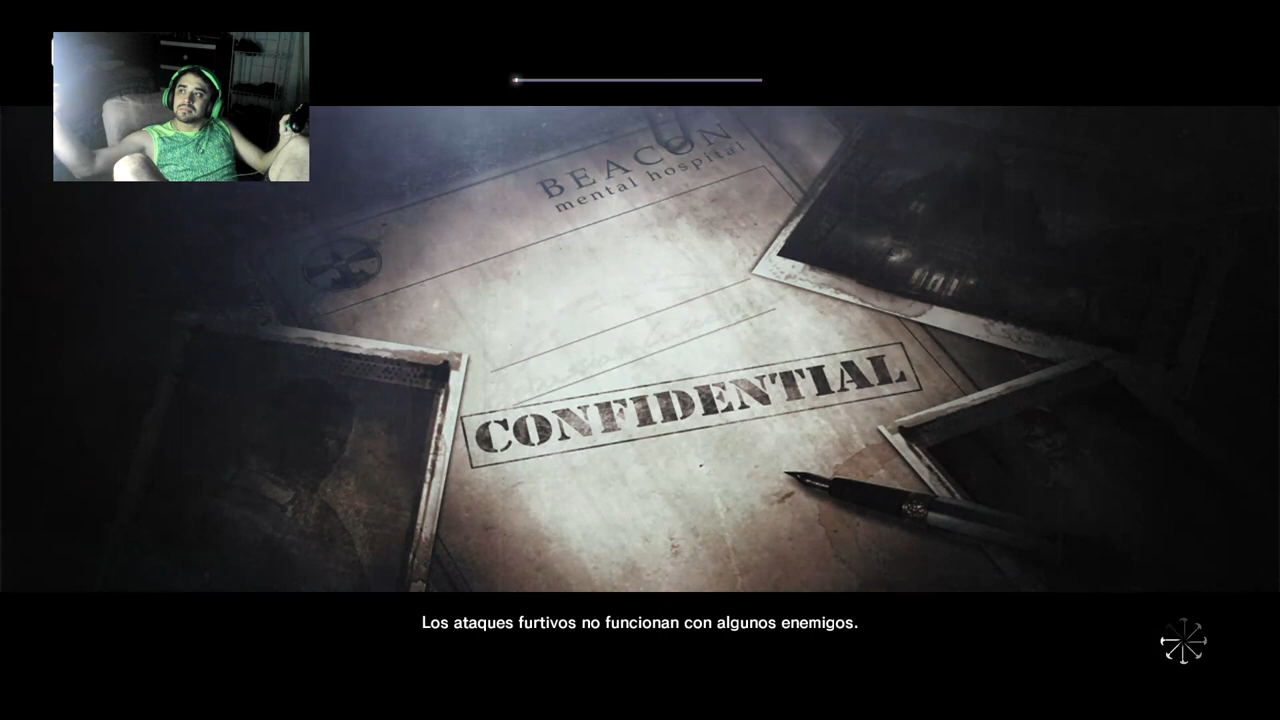 BEACON
mental hospital
CONFIDENTIAL
Los ataques furtivos no funcionan con algunos enemigos.